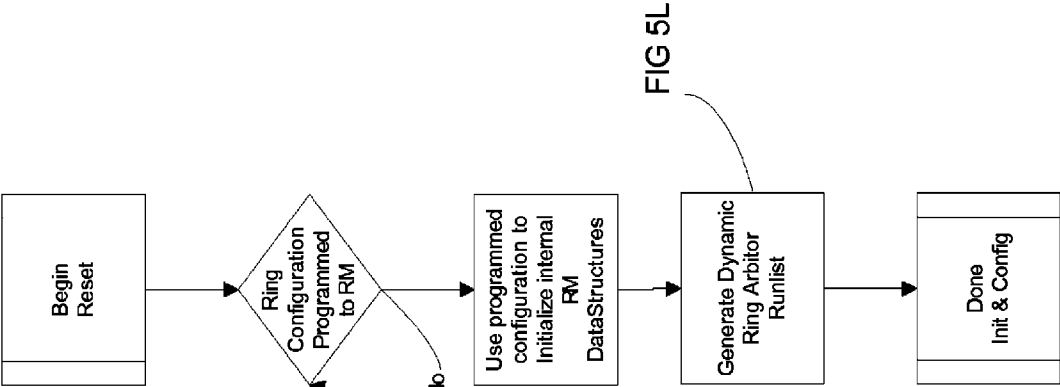 Begin
Reset
Ring
Configuration
Programmed
to RM
Use programmed
configuration to
Initialize internal
RM
DataStructures
FIG 5L
Generate Dynamic
Ring Arbitor
Runlist
Done
Init & Config